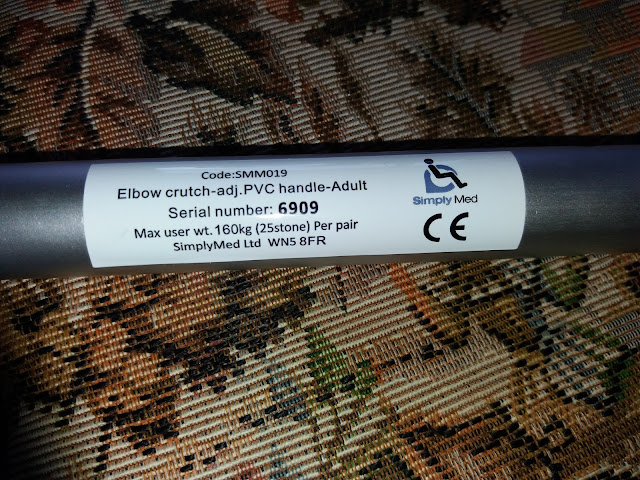 Code:SMM019
Elbow crutch-adj.PVC handle-Adult
Serial number: 6909
Max user wt. 160kg (25stone) Per pair
SimplyMed Ltd WN5 8FR
Simply Med
CE